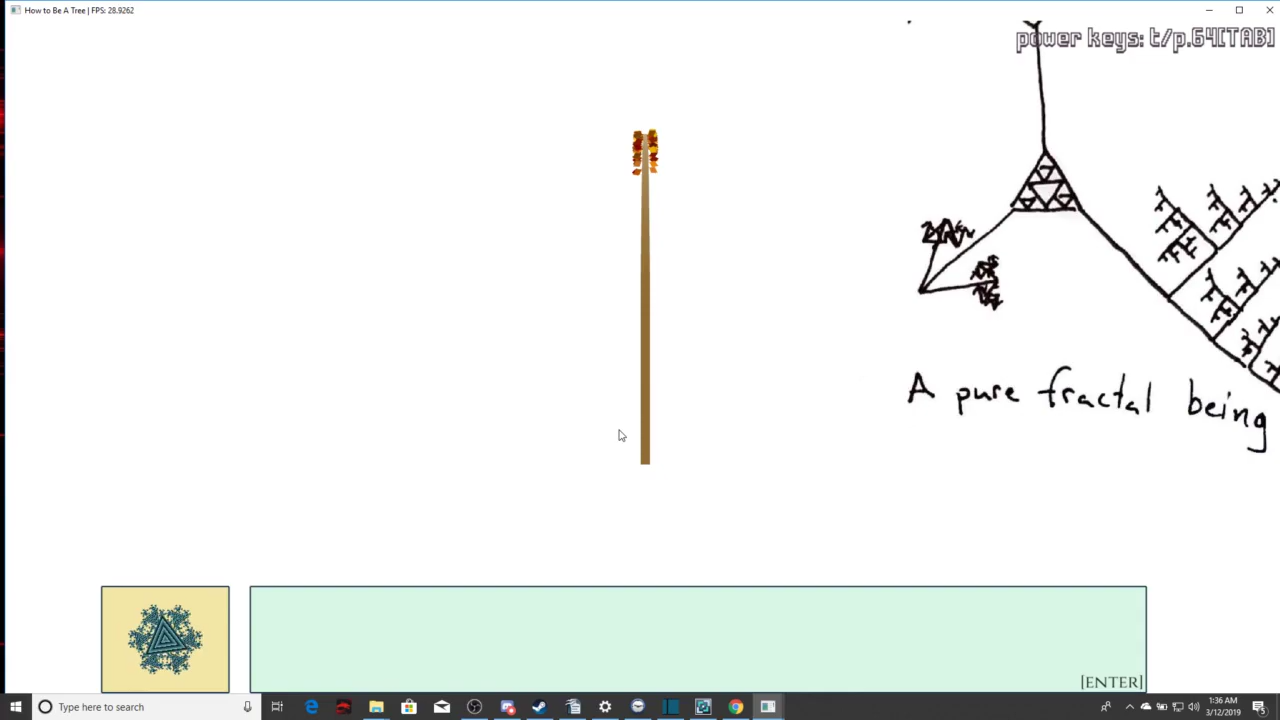 How to Be A Tree | FPS: 28.9262
power keys: t/p.64[TAB]
A pure fractal being
[ENTER]
Type here to search
1:36 AM
3/12/2019
5